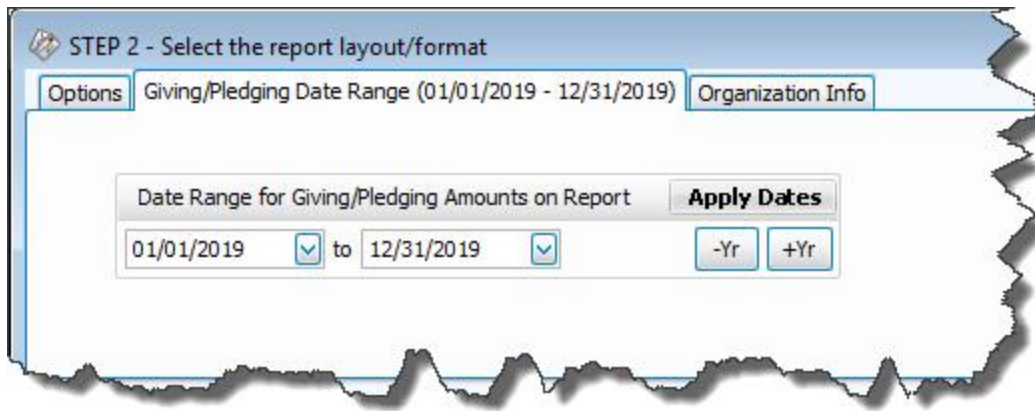 STEP 2 - Select the report layout/format
Options Giving/Pledging Date Range (01/01/2019 - 12/31/2019) Organization Info
Date Range for Giving/Pledging Amounts on Report Apply Dates
01/01/2019 to 12/31/2019 -Yr +Yr